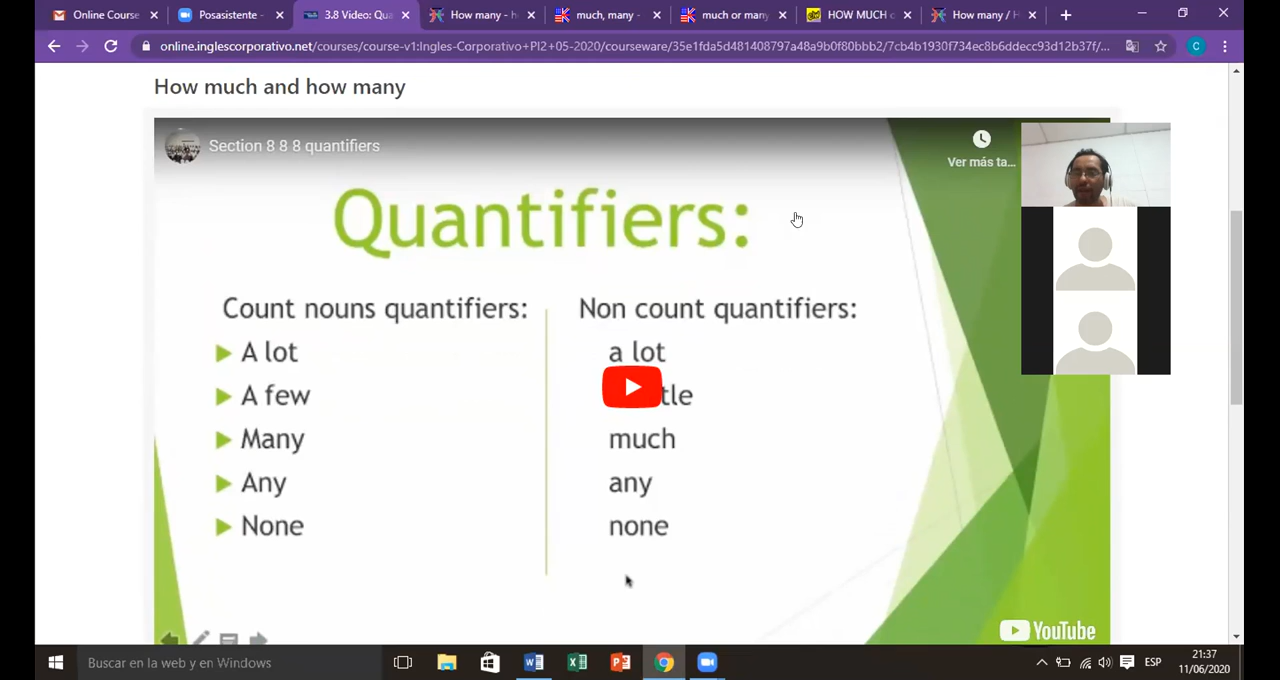 Online Course
Posasistente -
3.8 Video: Qua
How many - h
much, many -
much or many
HOW MUCH o
How many / H
online.inglescorporativo.net/courses/course-v1:Ingles-Corporativo+PI2+05-2020/courseware/35e1fda5d481408797a48a9b0f80bbb2/7cb4b1930f734ec8b6ddecc93d12b37f/...
C
How much and how many
Section 8 8 8 quantifiers
Ver más ta...
Quantifiers:
Count nouns quantifiers:
Non count quantifiers:
A lot
a lot
A few
tle
Many
much
Any
any
None
none
YouTube
Buscar en la web y en Windows
ESP
21:37
11/06/2020